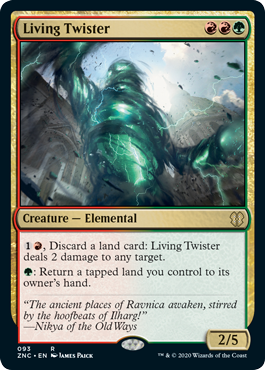 Living Twister
Creature — Elemental
1 R, Discard a land card: Living Twister
deals 2 damage to any target.
: Return a tapped land you control to its
owner's hand.
"The ancient places of Ravnica awaken, stirred
by the hoofbeats of Ilharg!"
—Nikya of the Old Ways
2/5
093 R
ZNC • EN James Paick
™ & © 2020 Wizards of the Coast